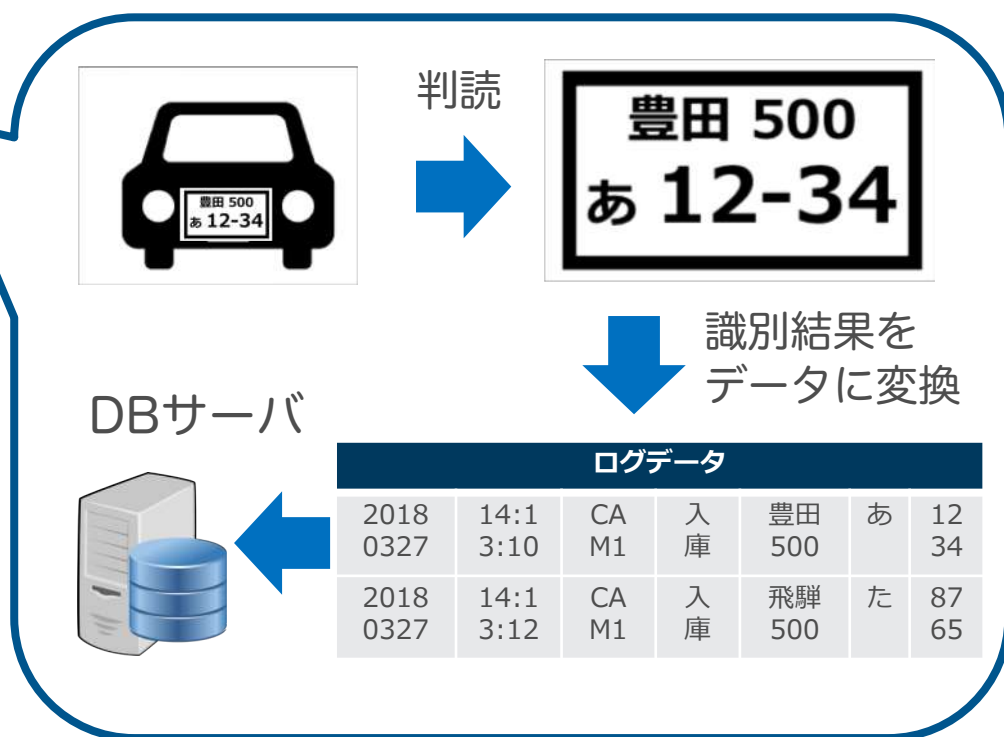 判読
豊田 500
あ 12-34
豊田 500
あ 12-34
識別結果を
データに変換
DBサーバ
ログデータ
2018 14:1 CA 入 豊田 あ 12
0327 3:10 M1 庫 500 34
2018 14:1 CA 入 飛騨 た 87
0327 3:12 M1 庫 500 65